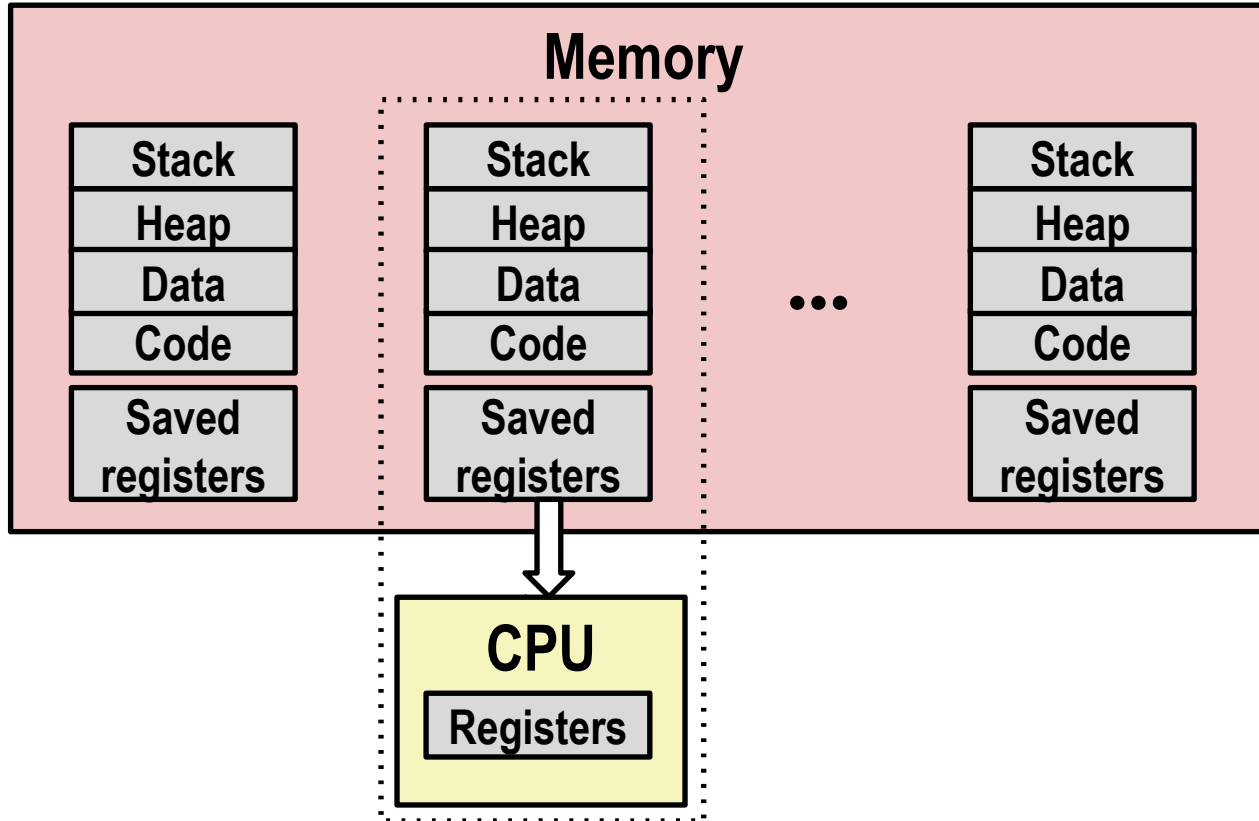 Memory
Stack
Heap
Data
Code
Saved
registers
Stack
Heap
Data
Code
Saved
registers
...
Stack
Heap
Data
Code
Saved
registers
CPU
Registers